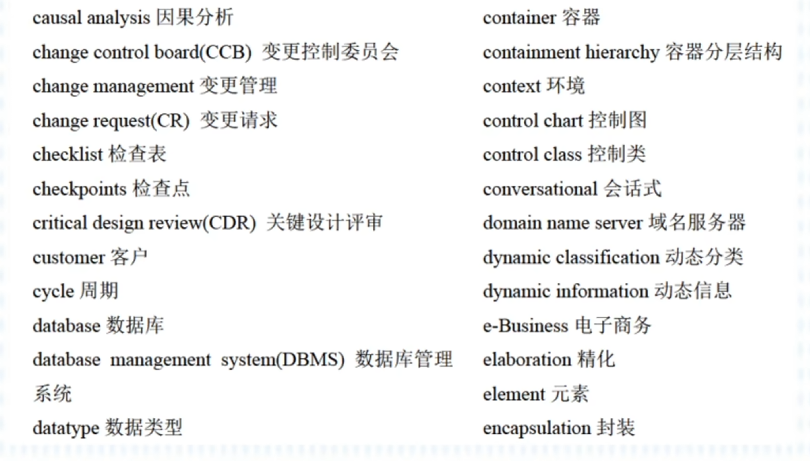 causal analysis 因果分析
change control board(CCB) 变更控制委员会
change management 变更管理
change request(CR) 变更请求
checklist 检查表
checkpoints 检查点
critical design review(CDR) 关键设计评审
customer 客户
cycle 周期
database 数据库
database management system(DBMS) 数据库管理
系统
datatype 数据类型
container 容器
containment hierarchy 容器分层结构
context 环境
control chart 控制图
control class 控制类
conversational 会话式
domain name server 域名服务器
dynamic classification 动态分类
dynamic information 动态信息
e-Business 电子商务
elaboration 精化
element 元素
encapsulation 封装